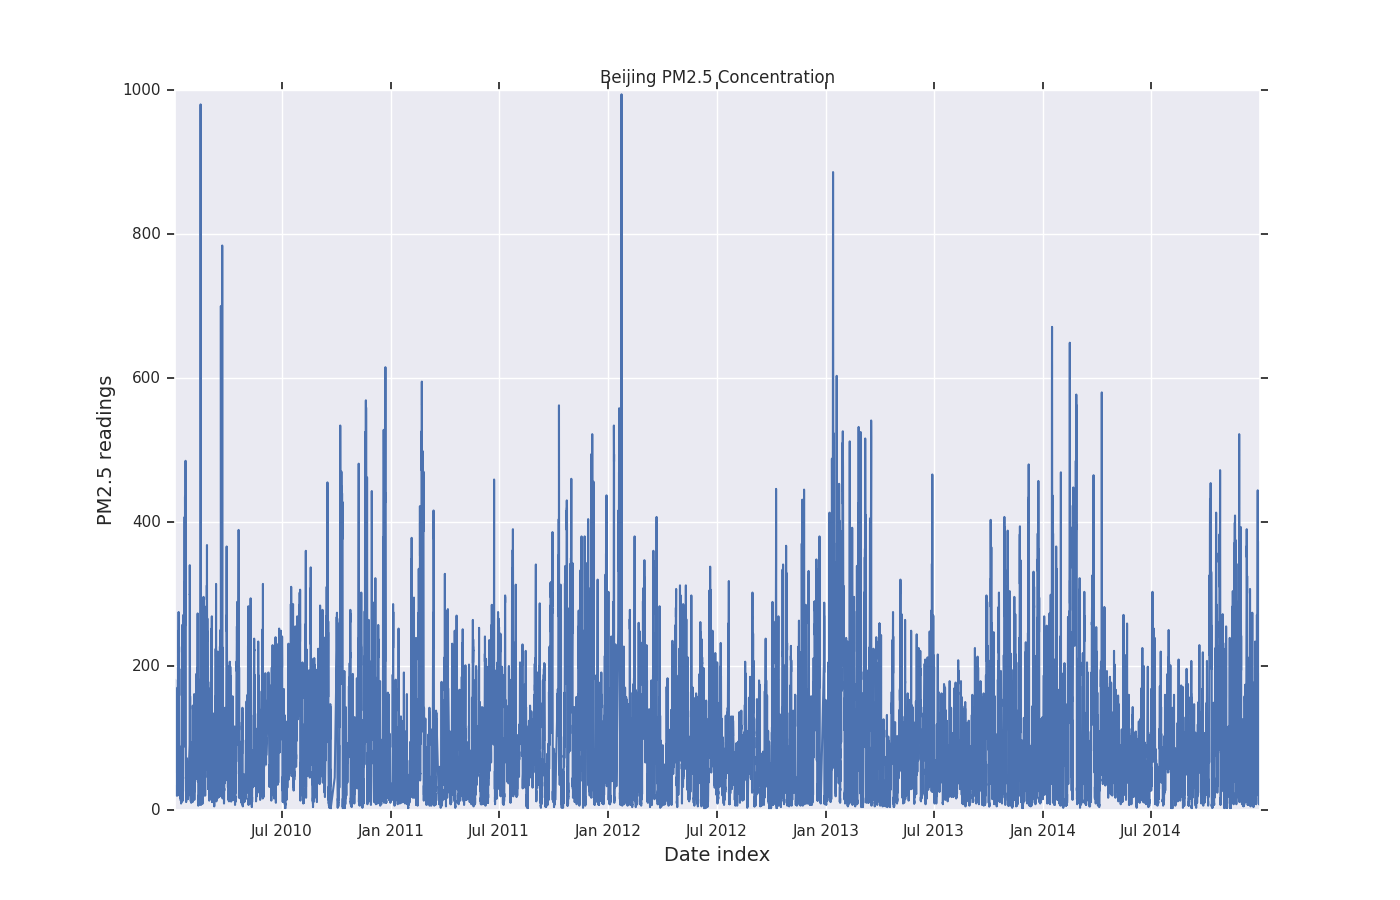 Beijing PM2.5 Concentration
1000
800
600
400
200
0
PM2.5 readings
Jul 2010 Jan 2011 Jul 2011 Jan 2012 Jul 2012 Jan 2013 Jul 2013 Jan 2014 Jul 2014
Date index